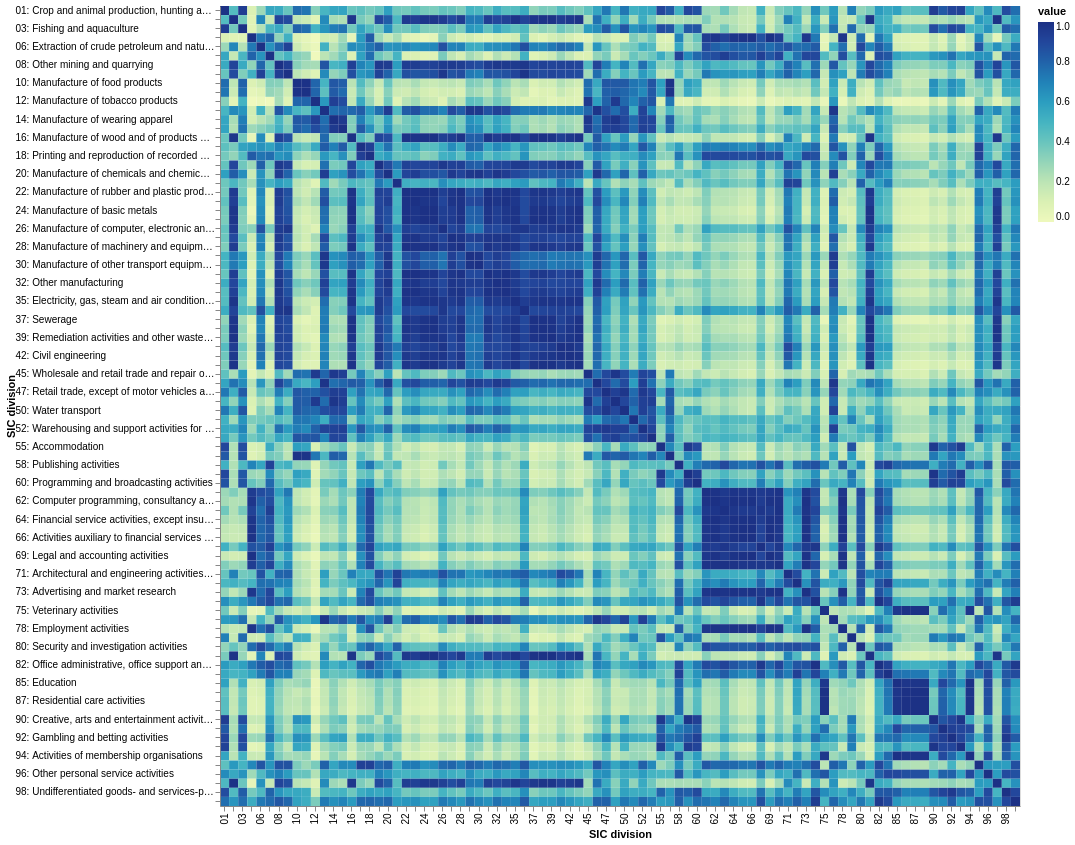 01: Crop and animal production, hunting a…
03: Fishing and aquaculture
06: Extraction of crude petroleum and natu…
08: Other mining and quarrying
10: Manufacture of food products
12: Manufacture of tobacco products
14: Manufacture of wearing apparel
16: Manufacture of wood and of products …
18: Printing and reproduction of recorded …
20: Manufacture of chemicals and chemic…
22: Manufacture of rubber and plastic prod…
24: Manufacture of basic metals
26: Manufacture of computer, electronic an…
28: Manufacture of machinery and equipm…
30: Manufacture of other transport equipm…
32: Other manufacturing
35: Electricity, gas, steam and air condition…
37: Sewerage
39: Remediation activities and other waste…
42: Civil engineering
45: Wholesale and retail trade and repair o…
47: Retail trade, except of motor vehicles a…
50: Water transport
52: Warehousing and support activities for …
55: Accommodation
58: Publishing activities
60: Programming and broadcasting activities
62: Computer programming, consultancy a…
64: Financial service activities, except insu…
66: Activities auxiliary to financial services …
69: Legal and accounting activities
71: Architectural and engineering activities…
73: Advertising and market research
75: Veterinary activities
78: Employment activities
80: Security and investigation activities
82: Office administrative, office support an…
85: Education
87: Residential care activities
90: Creative, arts and entertainment activit…
92: Gambling and betting activities
94: Activities of membership organisations
96: Other personal service activities
98: Undifferentiated goods- and services-p…
SIC division
01 03 06 08 10 12 14 16 18 20 22 24 26 28 30 32 35 37 39 42 45 47 50 52 55 58 60 62 64 66 69 71 73 75 78 80 82 85 87 90 92 94 96 98
SIC division
value
1.0
0.8
0.6
0.4
0.2
0.0